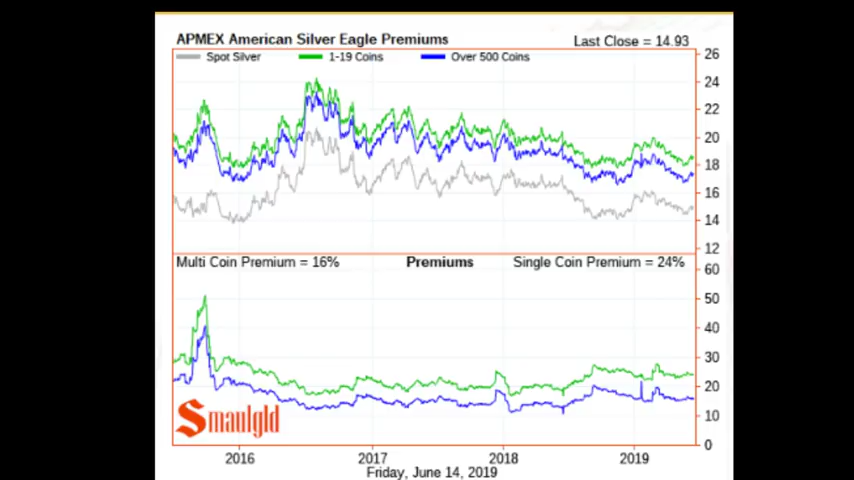 APMEX American Silver Eagle Premiums
Last Close = 14.93
Spot Silver 1-19 Coins Over 500 Coins
26
24
22
20
18
16
14
12
Multi Coin Premium = 16% Premiums Single Coin Premium = 24%
60
50
40
30
20
10
0
Smaulgld
2016 2017 2018 2019
Friday, June 14, 2019